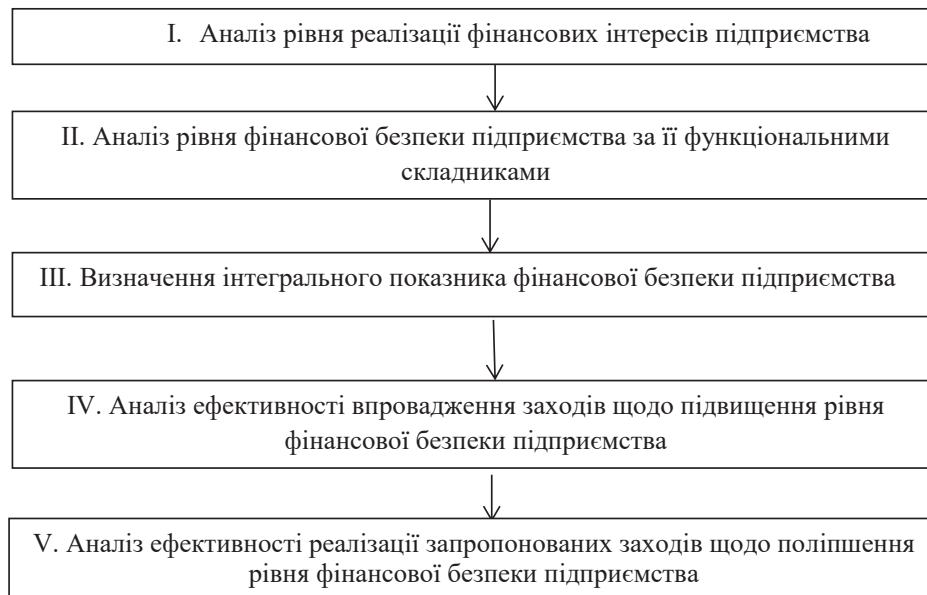 I. Аналіз рівня реалізації фінансових інтересів підприємства
II. Аналіз рівня фінансової безпеки підприємства за її функціональними
складниками
III. Визначення інтегрального показника фінансової безпеки підприємства
IV. Аналіз ефективності впровадження заходів щодо підвищення рівня
фінансової безпеки підприємства
V. Аналіз ефективності реалізації запропонованих заходів щодо поліпшення
рівня фінансової безпеки підприємства